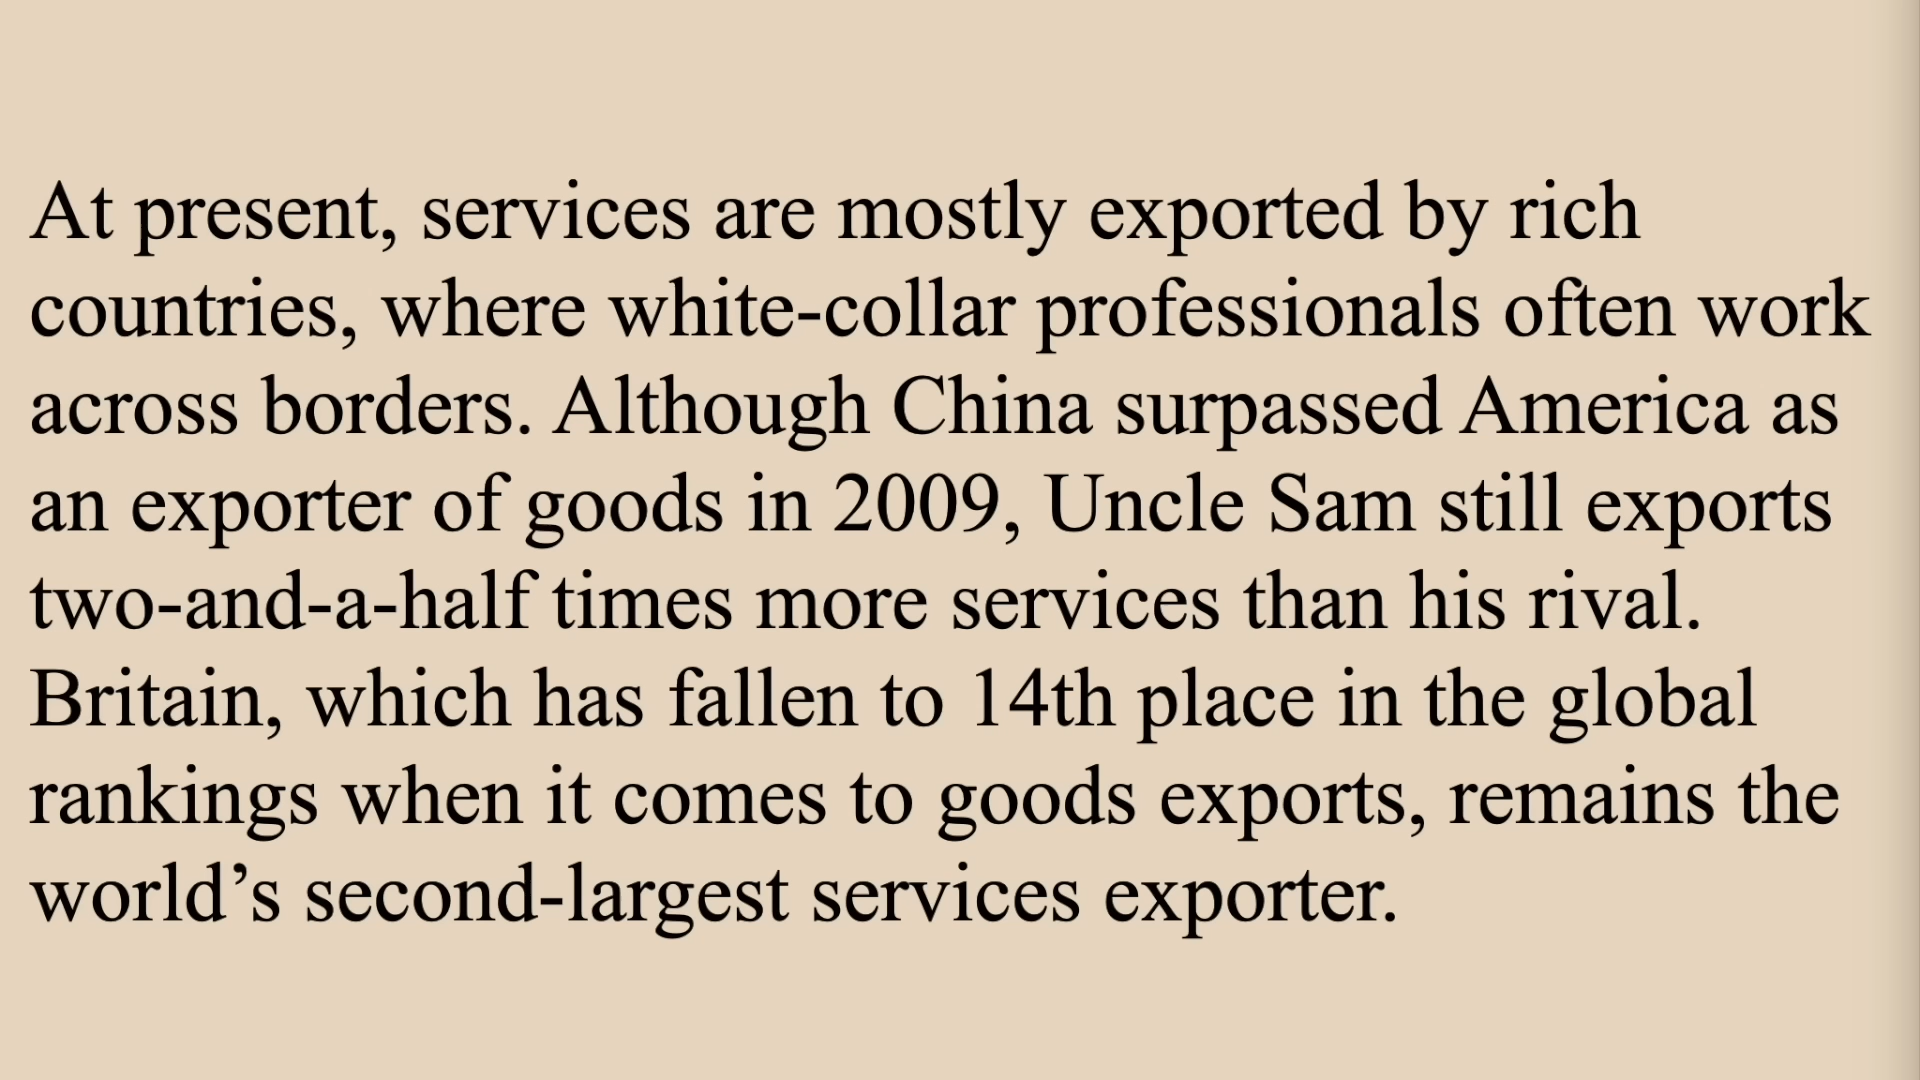 At present, services are mostly exported by rich
countries, where white-collar professionals often work
across borders. Although China surpassed America as
an exporter of goods in 2009, Uncle Sam still exports
two-and-a-half times more services than his rival.
Britain, which has fallen to 14th place in the global
rankings when it comes to goods exports, remains the
world’s second-largest services exporter.